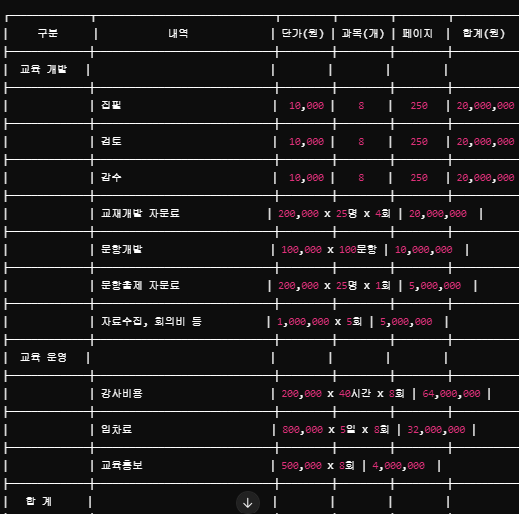 구분 내역 단가(원) 과목(개) 페이지 합계(원)
교육 개발
집필 10,000 8 250 20,000,000
검토 10,000 8 250 20,000,000
감수 10,000 8 250 20,000,000
교재개발 자문료 200,000 x 25명 x 4회 20,000,000
문항개발 100,000 x 100문항 10,000,000
문항출제 자문료 200,000 x 25명 x 1회 5,000,000
자료수집, 회의비 등 1,000,000 x 5회 5,000,000
교육 운영
강사비용 200,000 x 40시간 x 8회 64,000,000
임차료 800,000 x 5일 x 8회 32,000,000
교육홍보 500,000 x 8회 4,000,000
합 계